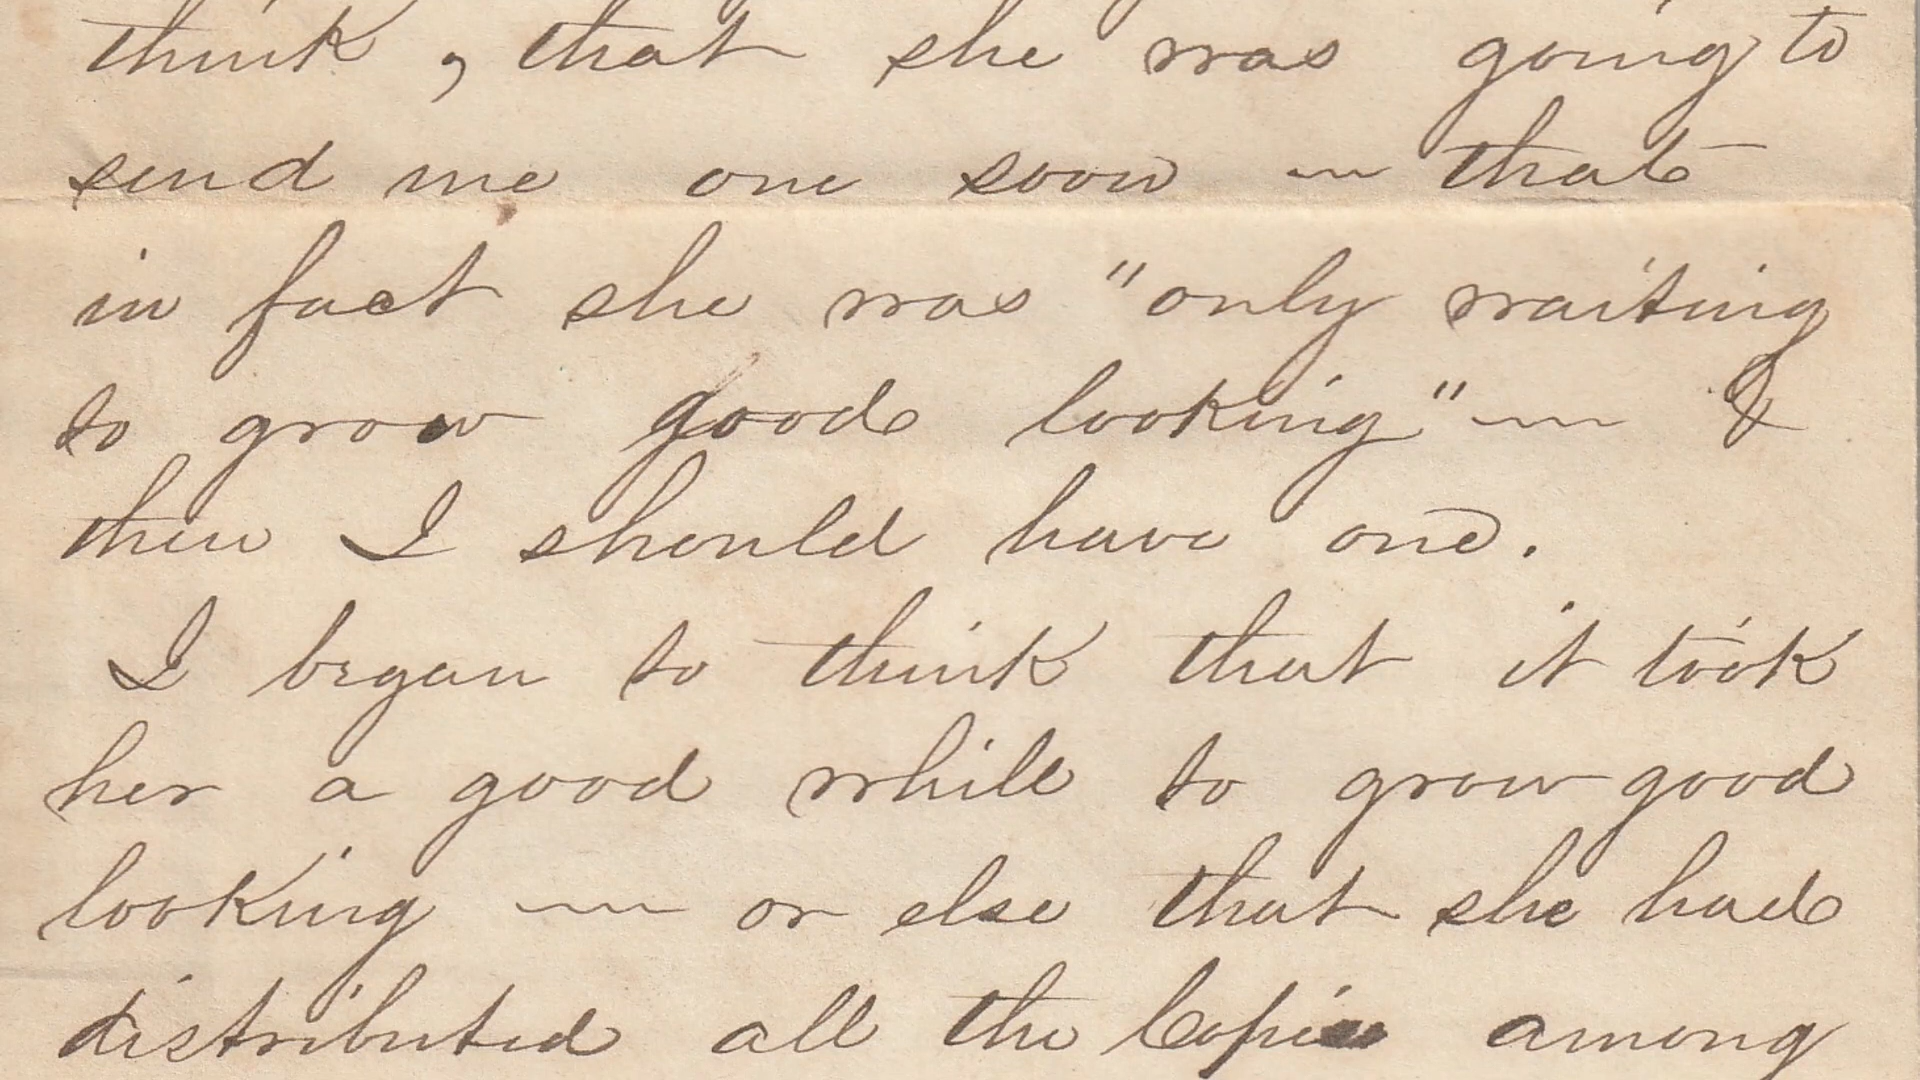 think, that she was going to
send me one soon — that
in fact she was "only waiting
to grow good looking" — &
then I should have one.
I began to think that it took
her a good while to grow good
looking — or else that she had
distributed all the Copies among